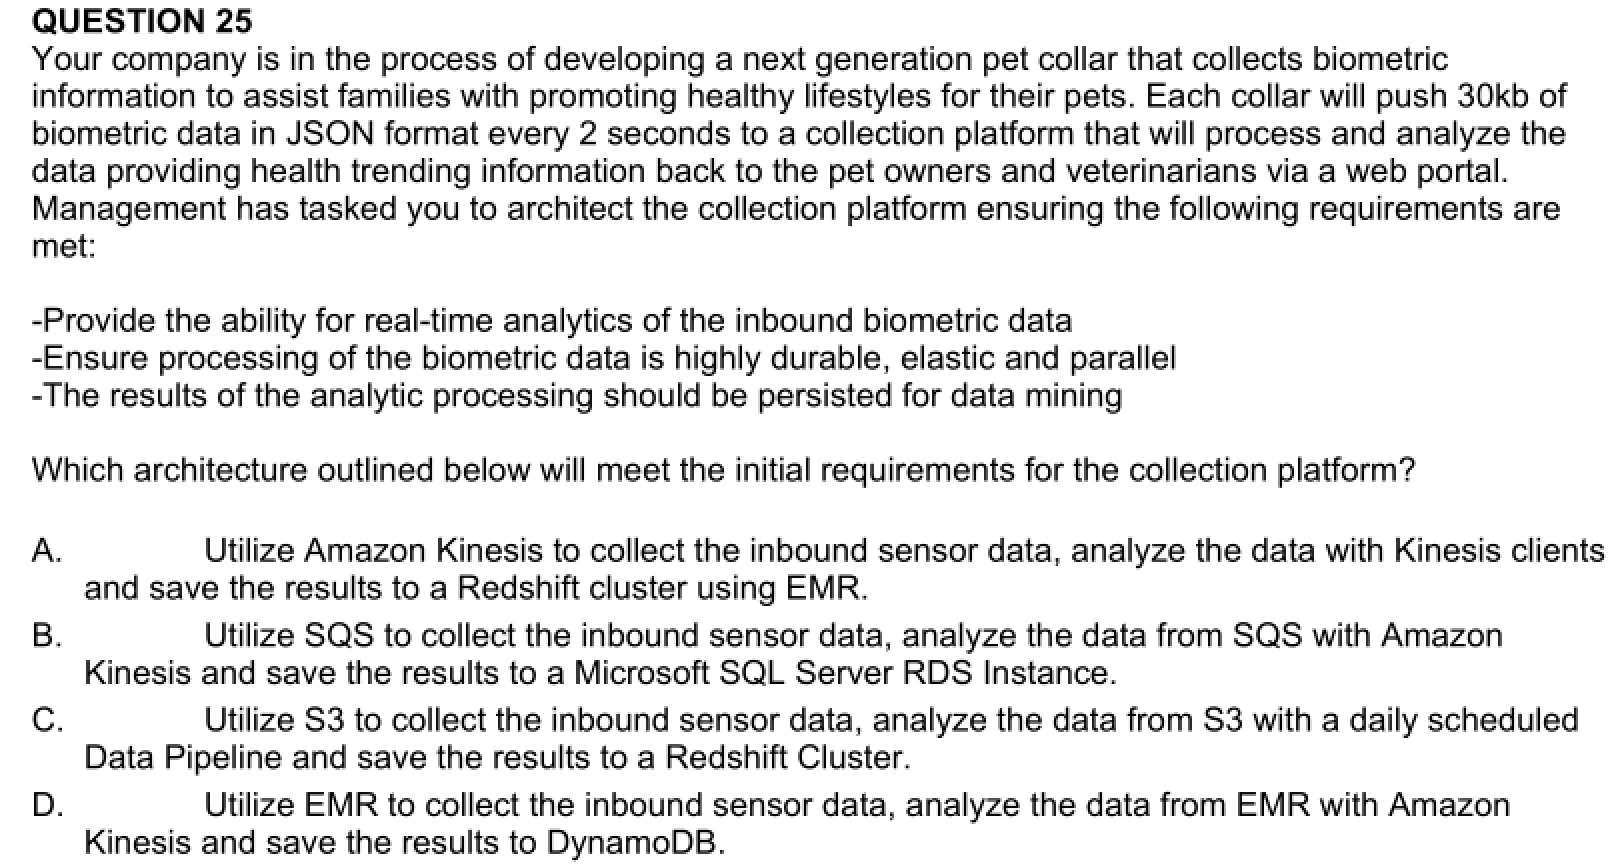 QUESTION 25
Your company is in the process of developing a next generation pet collar that collects biometric
information to assist families with promoting healthy lifestyles for their pets. Each collar will push 30kb of
biometric data in JSON format every 2 seconds to a collection platform that will process and analyze the
data providing health trending information back to the pet owners and veterinarians via a web portal.
Management has tasked you to architect the collection platform ensuring the following requirements are
met:
-Provide the ability for real-time analytics of the inbound biometric data
-Ensure processing of the biometric data is highly durable, elastic and parallel
-The results of the analytic processing should be persisted for data mining
Which architecture outlined below will meet the initial requirements for the collection platform?
A. Utilize Amazon Kinesis to collect the inbound sensor data, analyze the data with Kinesis clients
and save the results to a Redshift cluster using EMR.
B. Utilize SQS to collect the inbound sensor data, analyze the data from SQS with Amazon
Kinesis and save the results to a Microsoft SQL Server RDS Instance.
C. Utilize S3 to collect the inbound sensor data, analyze the data from S3 with a daily scheduled
Data Pipeline and save the results to a Redshift Cluster.
D. Utilize EMR to collect the inbound sensor data, analyze the data from EMR with Amazon
Kinesis and save the results to DynamoDB.